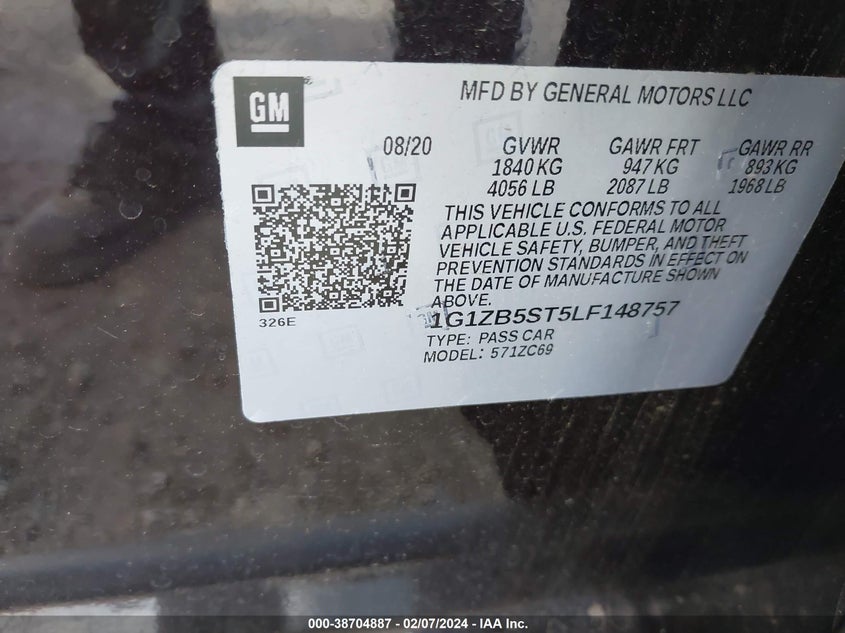 GM
MFD BY GENERAL MOTORS LLC
08/20 GVWR GAWR FRT GAWR RR
1840 KG 947 KG 893 KG
4056 LB 2087 LB 1968 LB
THIS VEHICLE CONFORMS TO ALL
APPLICABLE U.S. FEDERAL MOTOR
VEHICLE SAFETY, BUMPER, AND THEFT
PREVENTION STANDARDS IN EFFECT ON
THE DATE OF MANUFACTURE SHOWN
ABOVE.
326E
1G1ZB5ST5LF148757
TYPE: PASS CAR
MODEL: 571ZC69
000-38704887 - 02/07/2024 - IAA Inc.